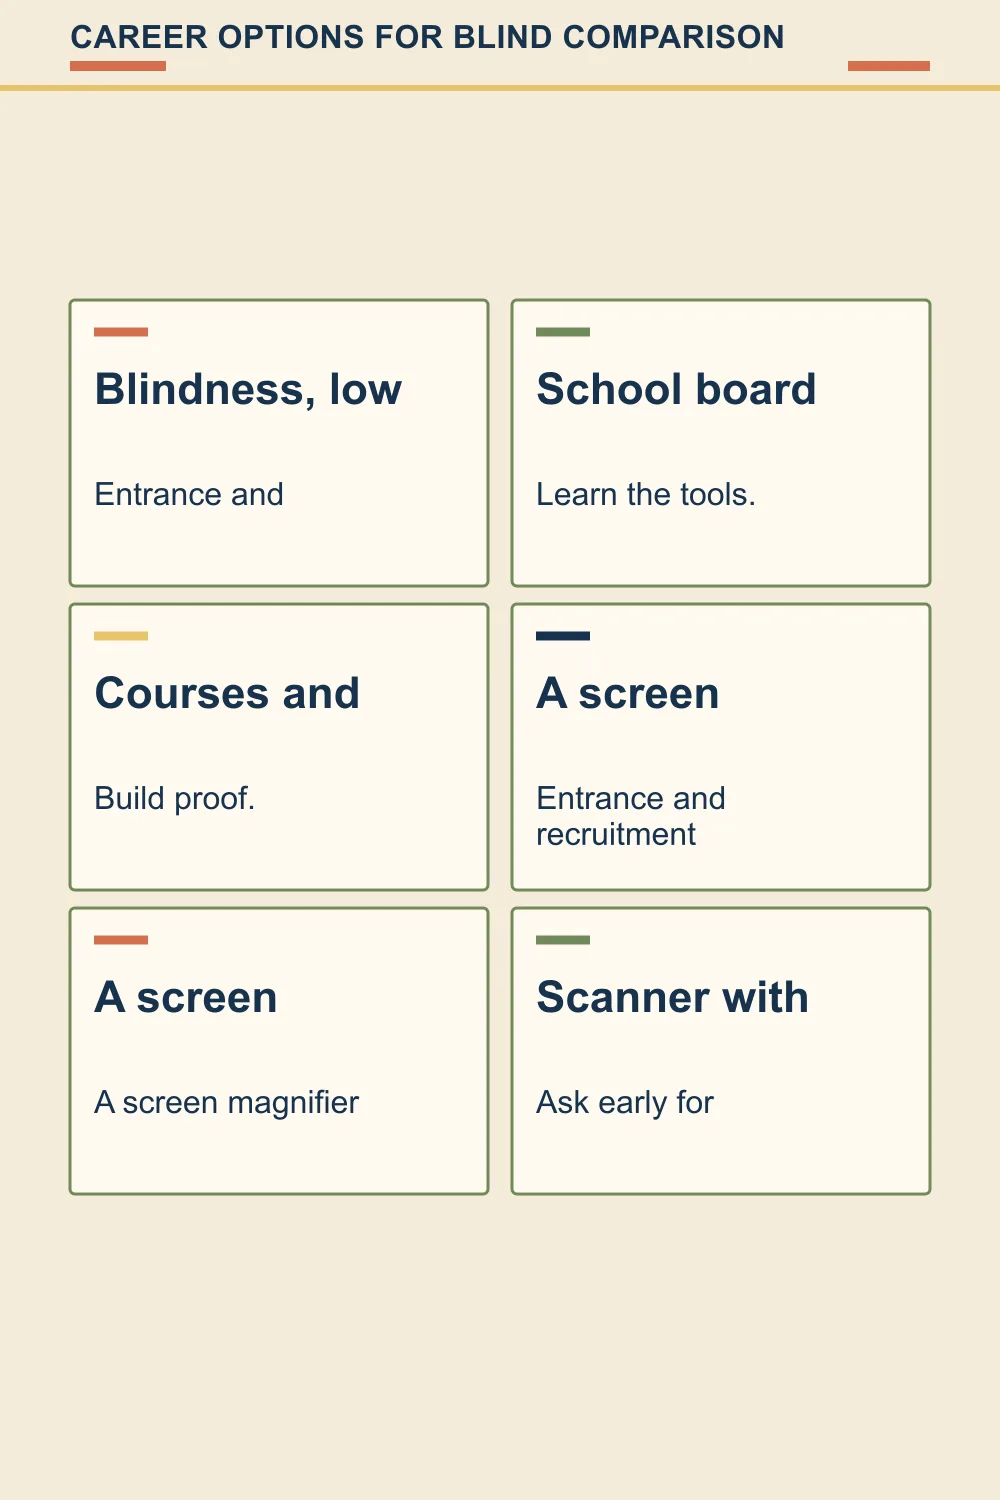 CAREER OPTIONS FOR BLIND COMPARISON
Blindness, low
Entrance and
School board
Learn the tools.
Courses and
Build proof.
A screen
Entrance and
recruitment
A screen
A screen magnifier
Scanner with
Ask early for